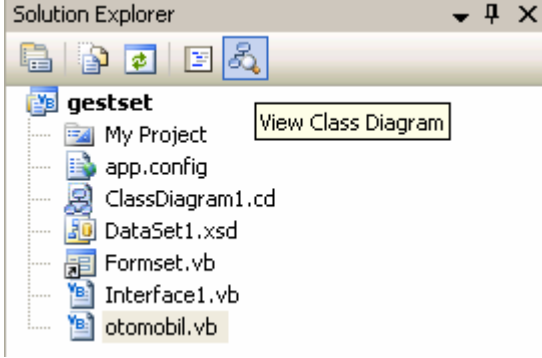 Solution Explorer
gestset
View Class Diagram
My Project
app.config
ClassDiagram1.cd
DataSet1.xsd
Formset.vb
Interface1.vb
otomobil.vb